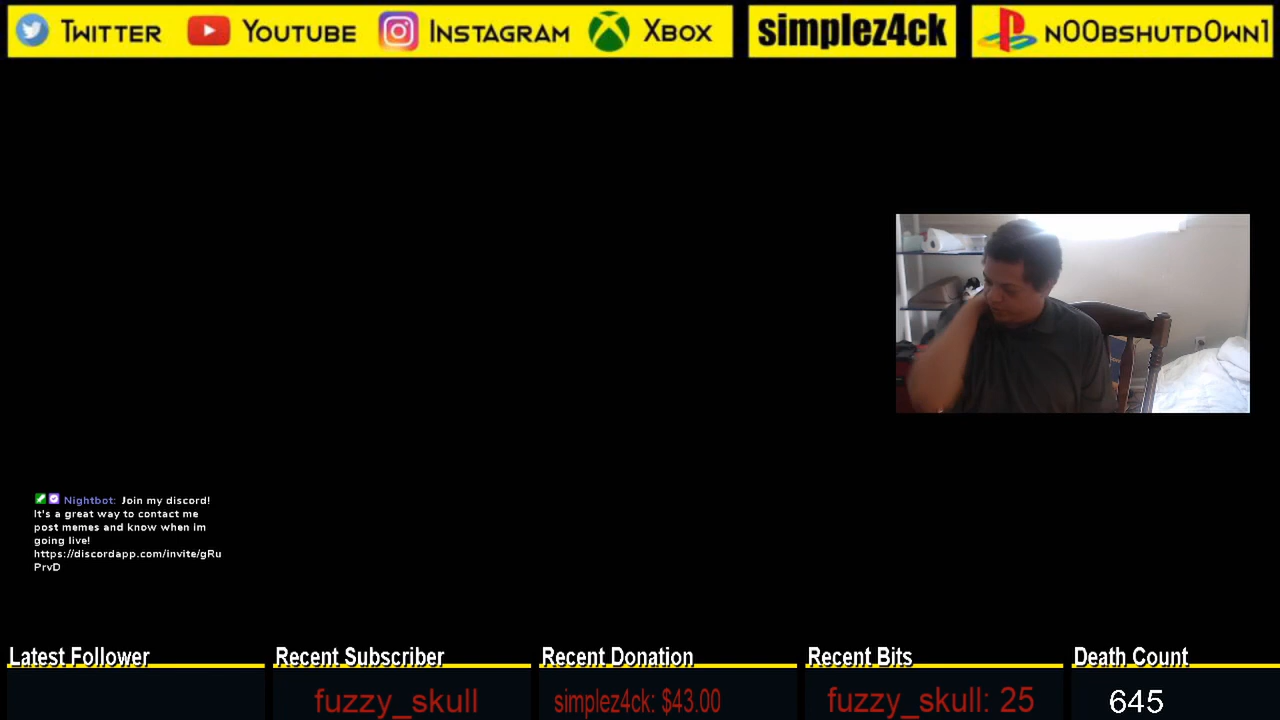 Twitter Youtube Instagram Xbox simplez4ck n00bshutd0wn1
Nightbot: Join my discord!
It's a great way to contact me
post memes and know when im
going live!
https://discordapp.com/invite/gRu
PrvD
Latest Follower Recent Subscriber Recent Donation Recent Bits Death Count
fuzzy_skull simplez4ck: $43.00 fuzzy_skull: 25 645